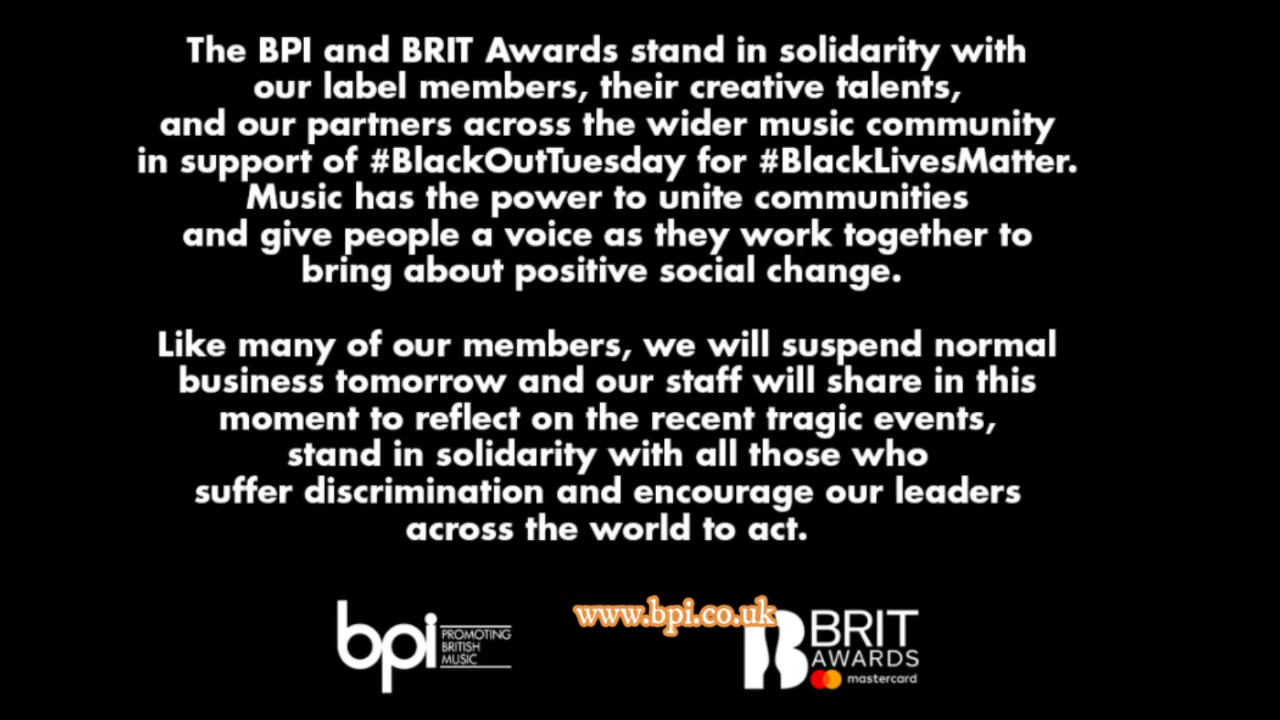 The BPI and BRIT Awards stand in solidarity with
our label members, their creative talents,
and our partners across the wider music community
in support of #BlackOutTuesday for #BlackLivesMatter.
Music has the power to unite communities
and give people a voice as they work together to
bring about positive social change.
Like many of our members, we will suspend normal
business tomorrow and our staff will share in this
moment to reflect on the recent tragic events,
stand in solidarity with all those who
suffer discrimination and encourage our leaders
across the world to act.
www.bpi.co.uk
bpi
PROMOTING
BRITISH
MUSIC
BRIT
AWARDS
mastercard